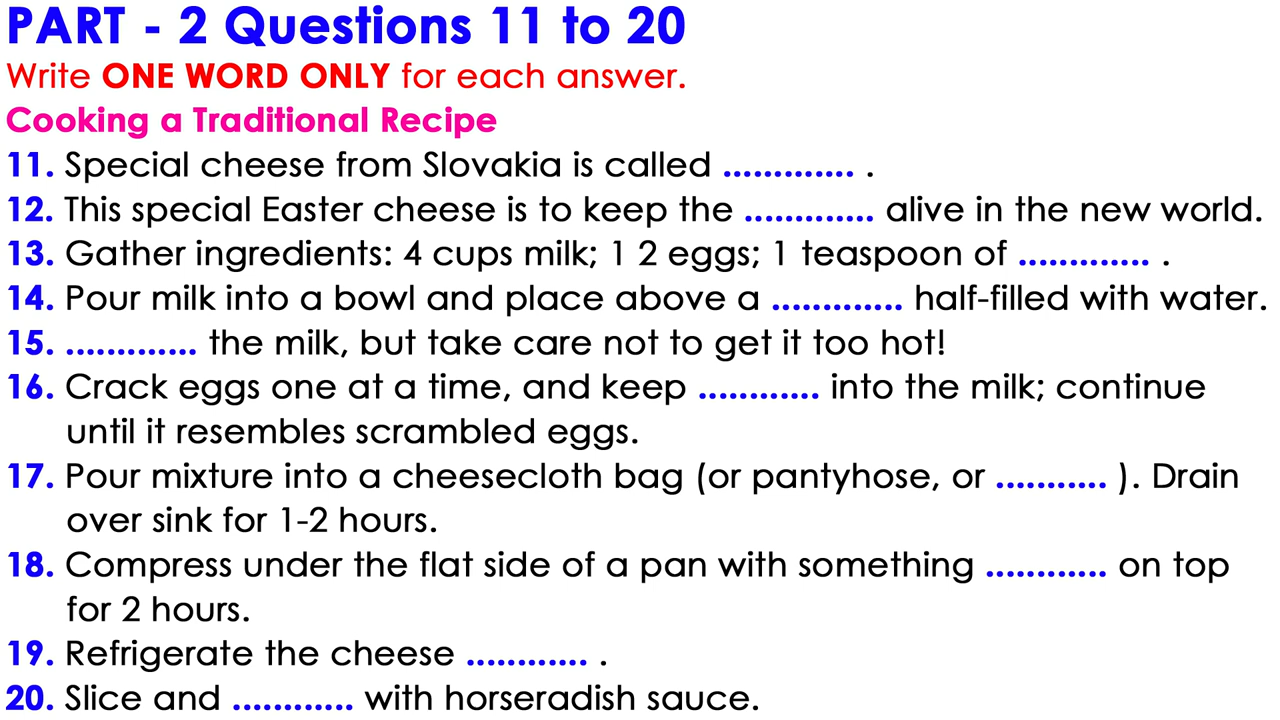 PART - 2 Questions 11 to 20
Write ONE WORD ONLY for each answer.
Cooking a Traditional Recipe
11. Special cheese from Slovakia is called ............. .
12. This special Easter cheese is to keep the ............. alive in the new world.
13. Gather ingredients: 4 cups milk; 1 2 eggs; 1 teaspoon of ............. .
14. Pour milk into a bowl and place above a ............. half-filled with water.
15. ............. the milk, but take care not to get it too hot!
16. Crack eggs one at a time, and keep ............ into the milk; continue
until it resembles scrambled eggs.
17. Pour mixture into a cheesecloth bag (or pantyhose, or ........... ). Drain
over sink for 1-2 hours.
18. Compress under the flat side of a pan with something ............ on top
for 2 hours.
19. Refrigerate the cheese ............ .
20. Slice and ............ with horseradish sauce.